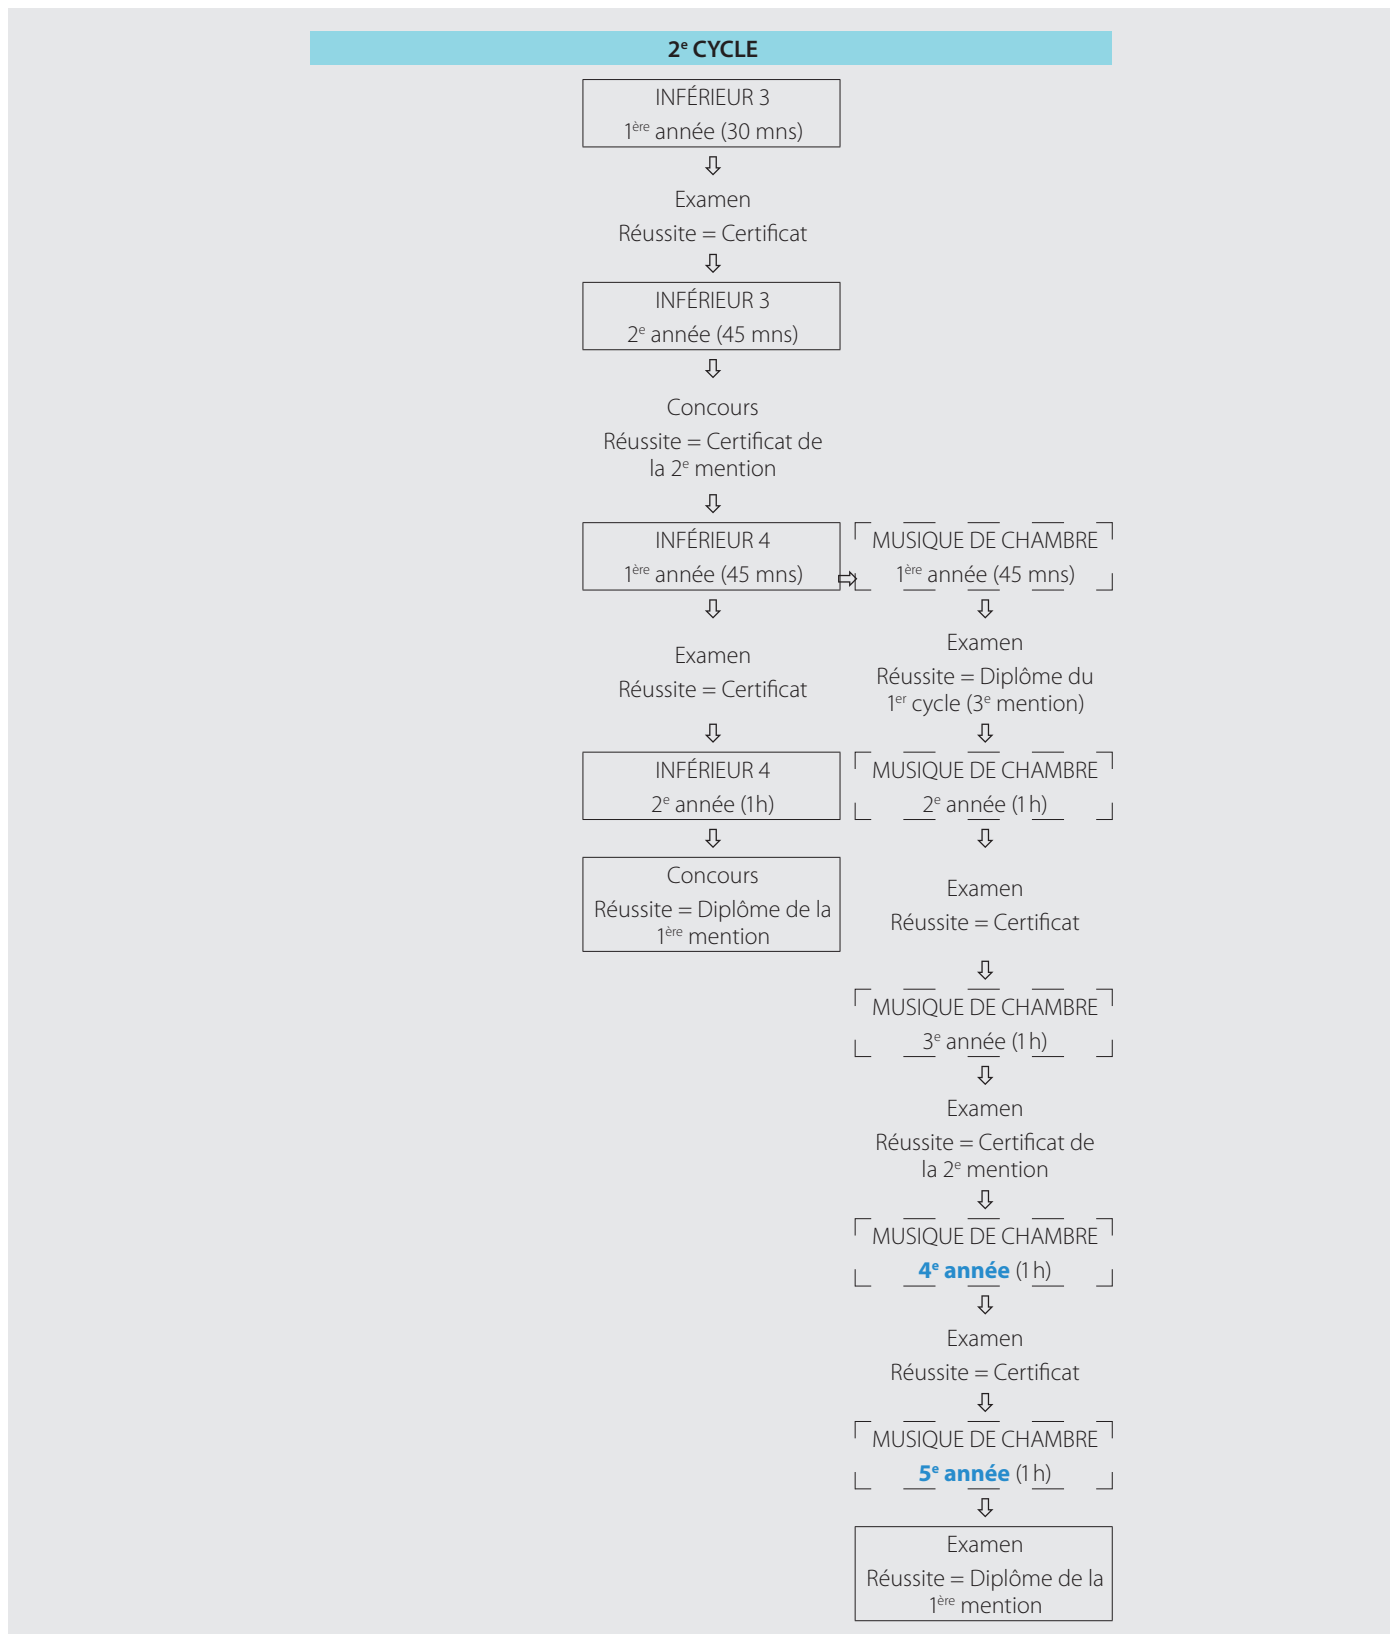 2e CYCLE
INFÉRIEUR 3
1ère année (30 mns)
Examen
Réussite = Certificat
INFÉRIEUR 3
2e année (45 mns)
Concours
Réussite = Certificat de
la 2e mention
INFÉRIEUR 4
1ère année (45 mns)
Examen
Réussite = Certificat
INFÉRIEUR 4
2e année (1h)
Concours
Réussite = Diplôme de la
1ère mention
MUSIQUE DE CHAMBRE
1ère année (45 mns)
Examen
Réussite = Diplôme du
1er cycle (3e mention)
MUSIQUE DE CHAMBRE
2e année (1h)
Examen
Réussite = Certificat
MUSIQUE DE CHAMBRE
3e année (1h)
Examen
Réussite = Certificat de
la 2e mention
MUSIQUE DE CHAMBRE
4e année (1h)
Examen
Réussite = Certificat
MUSIQUE DE CHAMBRE
5e année (1h)
Examen
Réussite = Diplôme de la
1ère mention